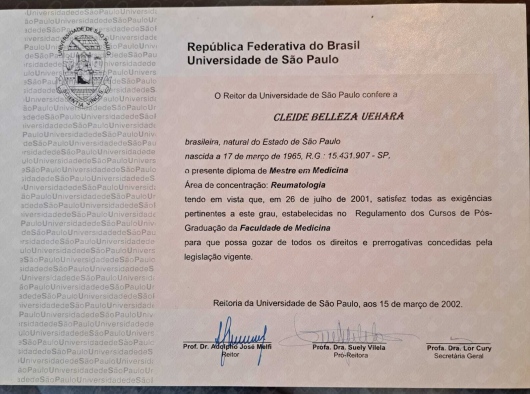 República Federativa do Brasil
Universidade de São Paulo
O Reitor da Universidade de São Paulo confere a
CLEIDE BELLEZA UEHARA
brasileira, natural do Estado de São Paulo
nascida a 17 de março de 1965, R.G.: 15.431.907 - SP,
o presente diploma de Mestre em Medicina
Área de concentração: Reumatologia
tendo em vista que, em 26 de julho de 2001, satisfez todas as exigências
pertinentes a este grau, estabelecidas no Regulamento dos Cursos de Pós-
Graduação da Faculdade de Medicina
para que possa gozar de todos os direitos e prerrogativas concedidas pela
legislação vigente.
Reitoria da Universidade de São Paulo, aos 15 de março de 2002.
Prof. Dr. Adolpho José Melfi
Reitor
Profa. Dra. Suely Vilela
Pró-Reitora
Profa. Dra. Lor Cury
Secretária Geral